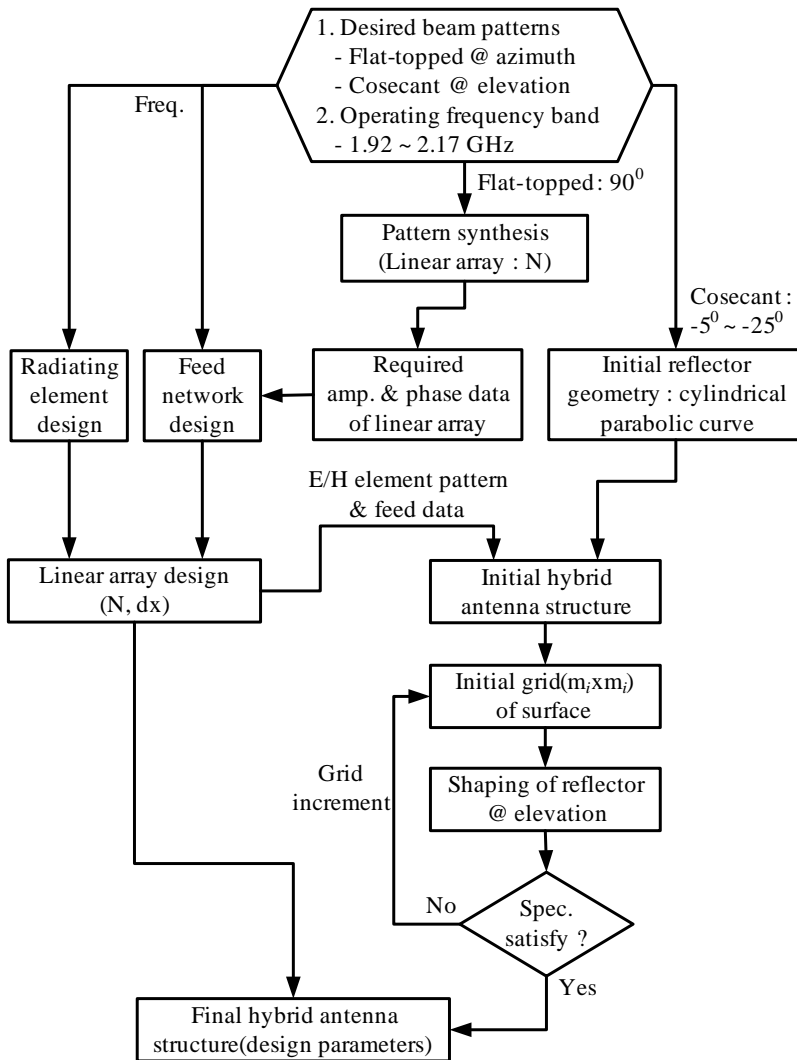 1. Desired beam patterns
- Flat-topped @ azimuth
- Cosecant @ elevation
2. Operating frequency band
- 1.92 ~ 2.17 GHz
Freq.
Flat-topped : 90⁰
Pattern synthesis
(Linear array : N)
Cosecant :
-5⁰ ~ -25⁰
Radiating
element
design
Feed
network
design
Required
amp. & phase data
of linear array
Initial reflector
geometry : cylindrical
parabolic curve
E/H element pattern
& feed data
Linear array design
(N, dx)
Initial hybrid
antenna structure
Initial grid(mᵢxmᵢ)
of surface
Grid
increment
Shaping of reflector
@ elevation
No
Spec.
satisfy ?
Yes
Final hybrid antenna
structure(design parameters)